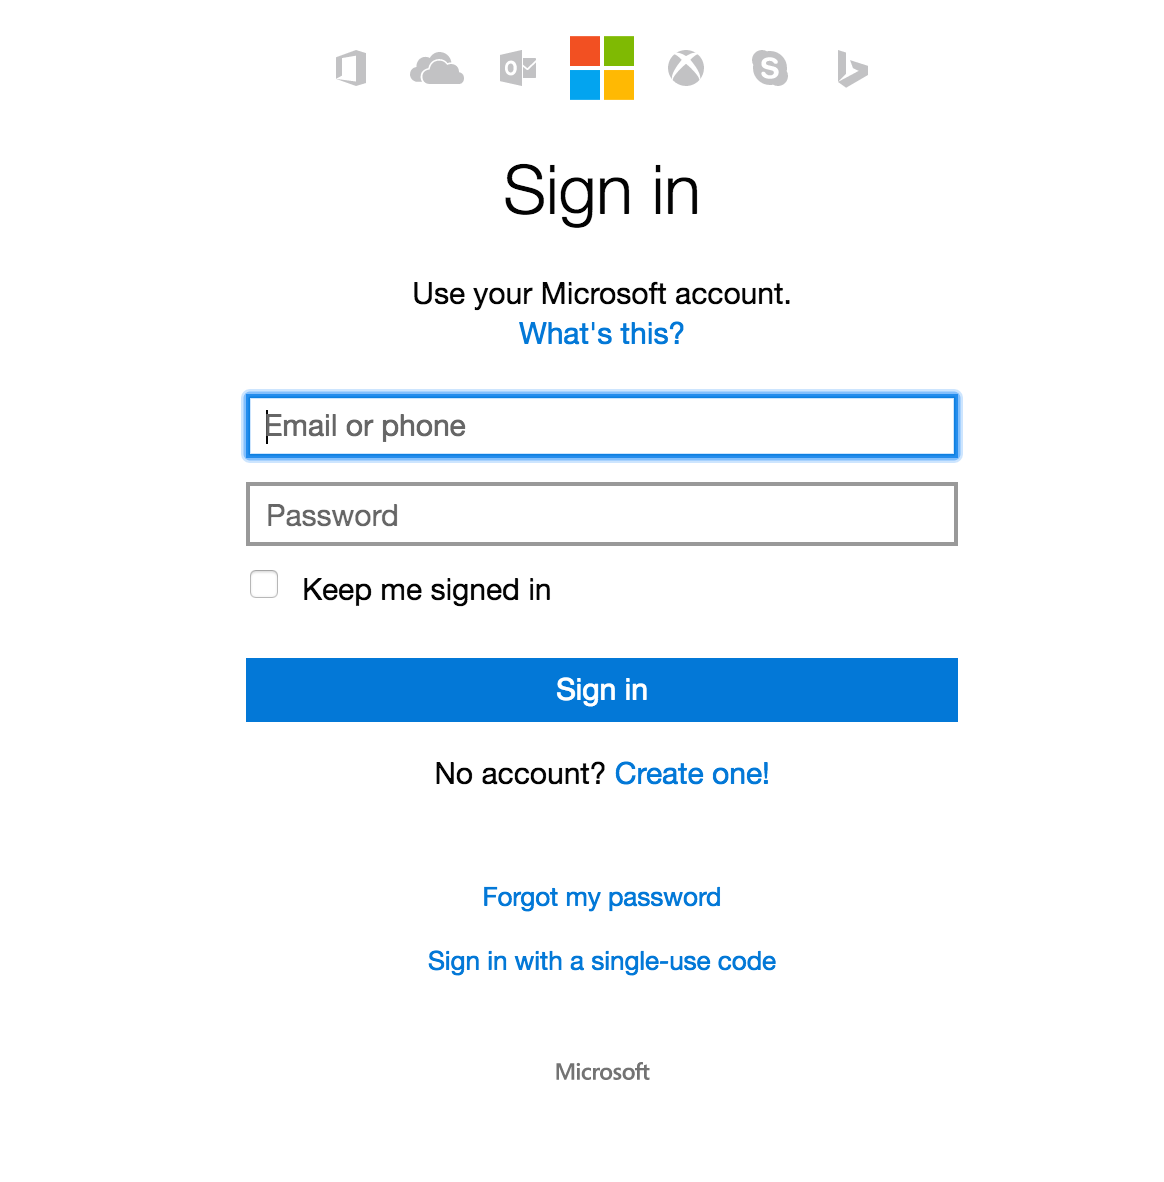 Sign in
Use your Microsoft account.
What's this?
Email or phone
Password
Keep me signed in
Sign in
No account? Create one!
Forgot my password
Sign in with a single-use code
Microsoft